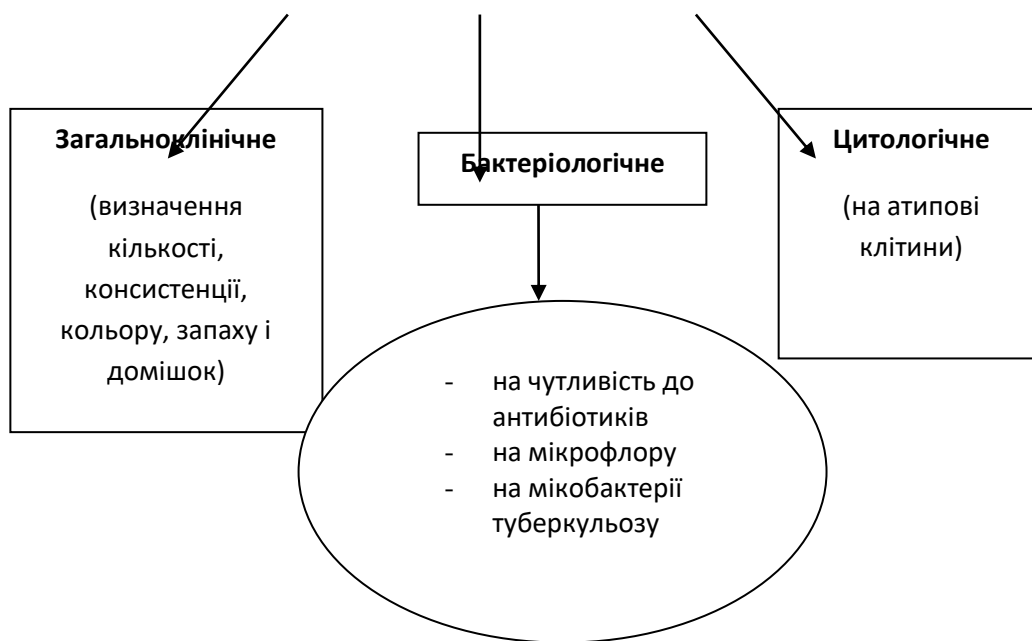 Загальноклінічне
(визначення
кількості,
консистенції,
кольору, запаху і
домішок)
Бактеріологічне
- на чутливість до
антибіотиків
- на мікрофлору
- на мікобактерії
туберкульозу
Цитологічне
(на атипові
клітини)